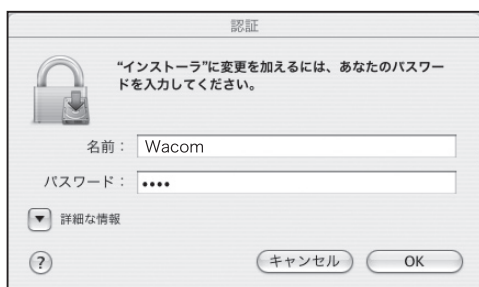 認証
“インストーラ”に変更を加えるには、あなたのパスワー
ドを入力してください。
名前： Wacom
パスワード： ••••
詳細な情報
?
キャンセル OK